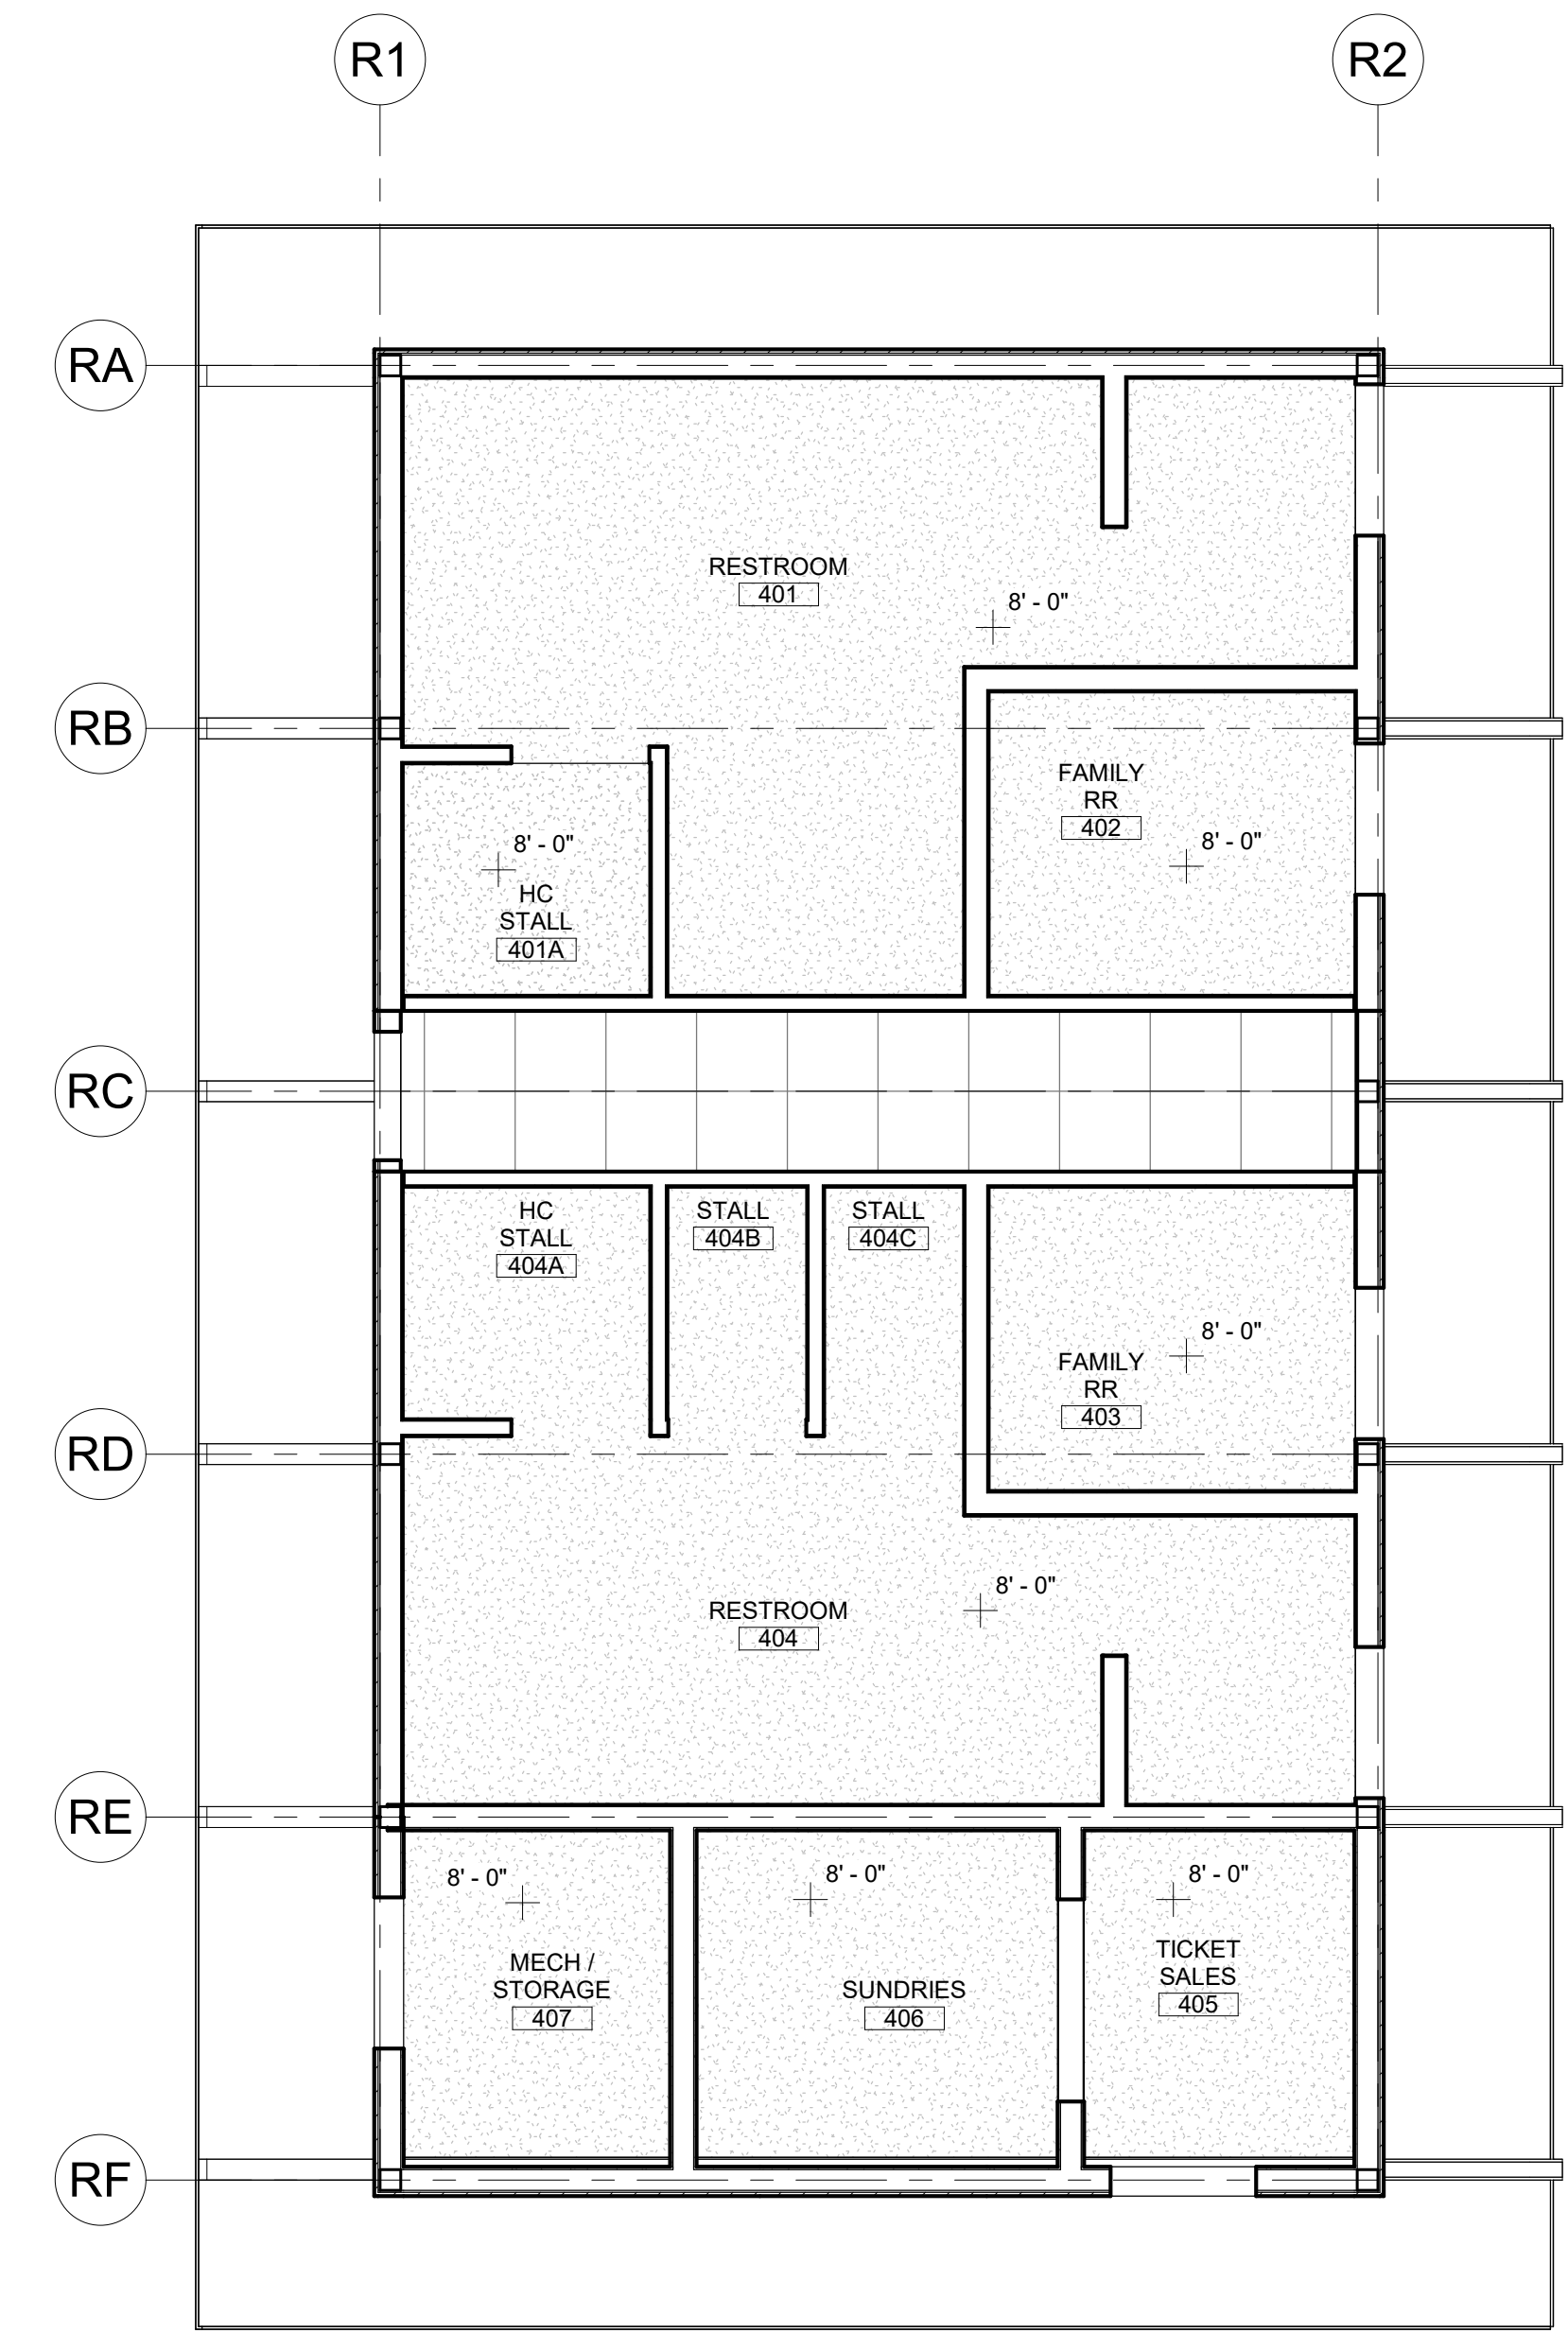 R1
R2
RA
RESTROOM
401
8' - 0"
RB
FAMILY
RR
402
8' - 0"
8' - 0"
HC
STALL
401A
RC
HC
STALL
404A
STALL
404B
STALL
404C
8' - 0"
FAMILY
RR
403
RD
8' - 0"
RESTROOM
404
RE
8' - 0"
8' - 0"
8' - 0"
MECH /
STORAGE
407
SUNDRIES
406
TICKET
SALES
405
RF